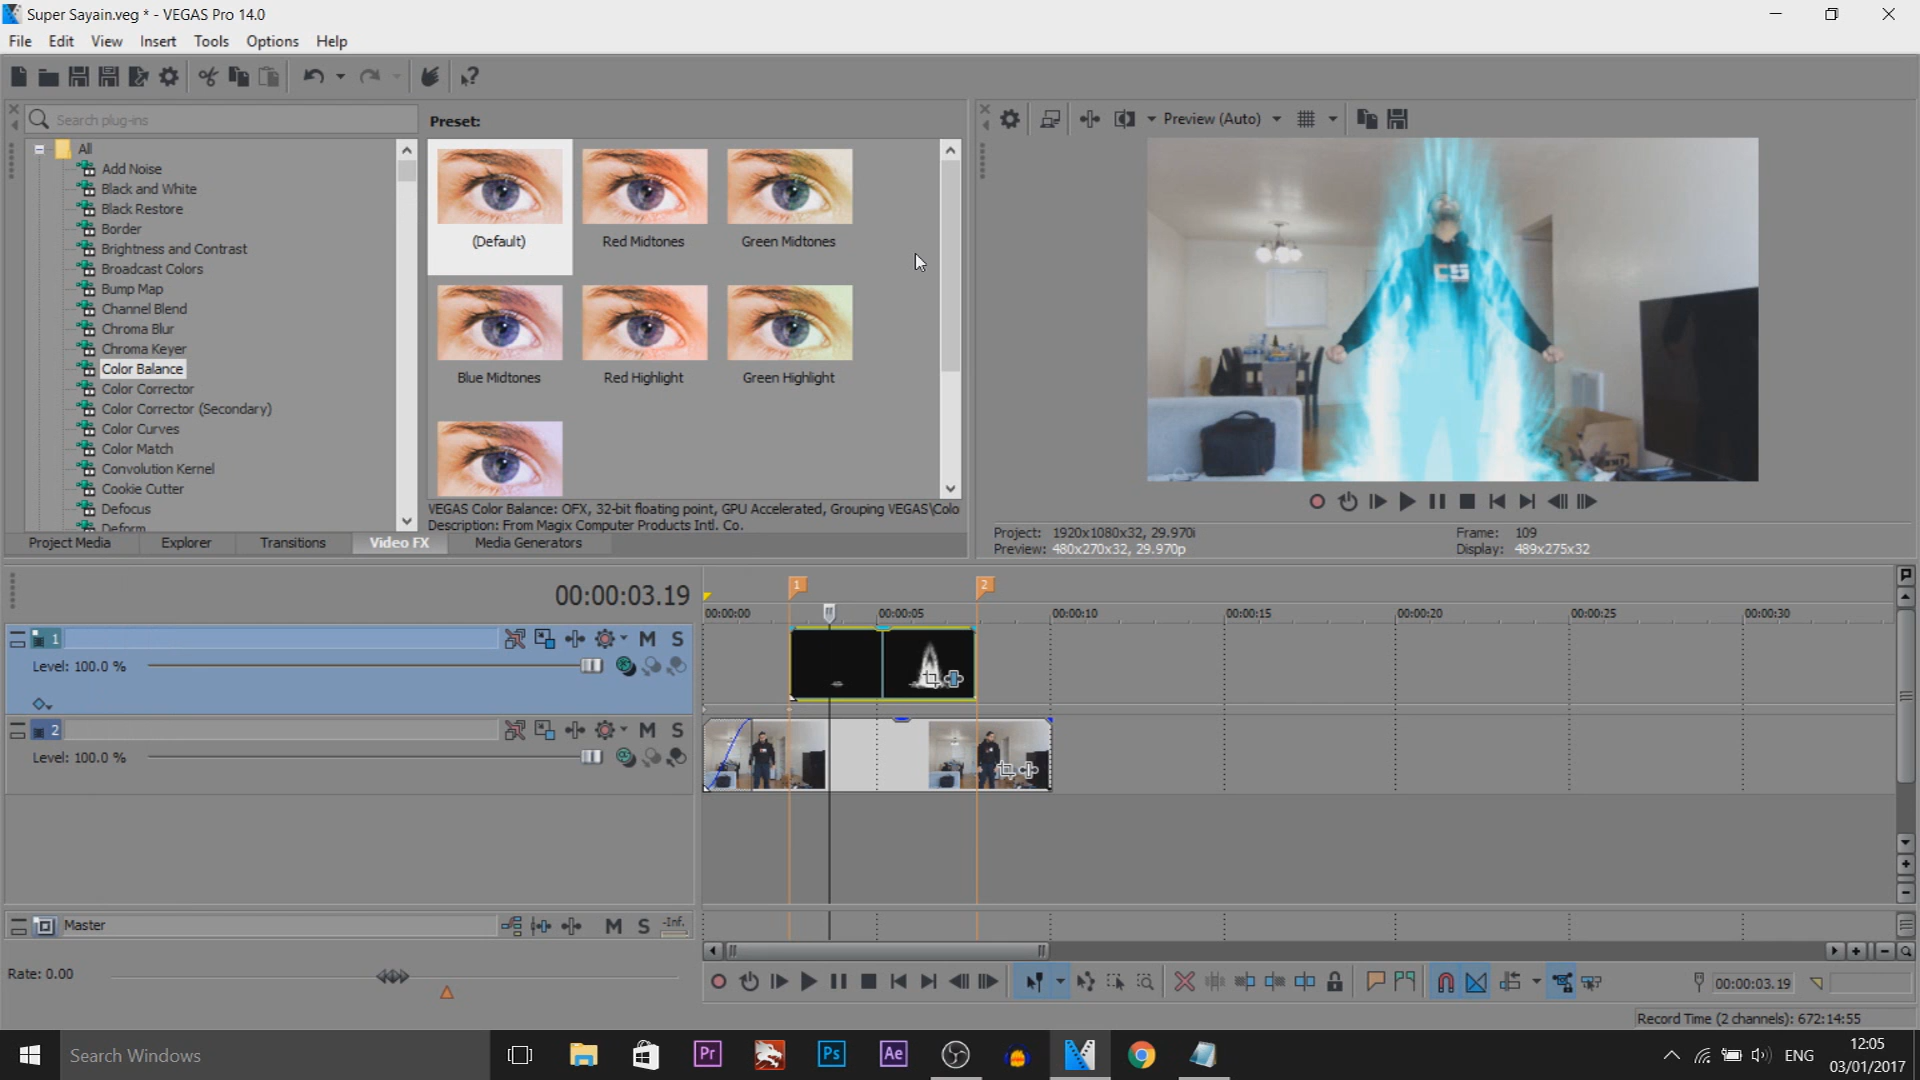 Super Sayain.veg * - VEGAS Pro 14.0
File Edit View Insert Tools Options Help
Search plug-ins
Preset:
All
Add Noise
Black and White
Black Restore
Border
Brightness and Contrast
Broadcast Colors
Bump Map
Channel Blend
Chroma Blur
Chroma Keyer
Color Balance
Color Corrector
Color Corrector (Secondary)
Color Curves
Color Match
Convolution Kernel
Cookie Cutter
Defocus
Deform
(Default)
Red Midtones
Green Midtones
Blue Midtones
Red Highlight
Green Highlight
VEGAS Color Balance: OFX, 32-bit floating point, GPU Accelerated, Grouping VEGAS\Colo
Description: From Magix Computer Products Intl. Co.
Project Media Explorer Transitions Video FX Media Generators
Preview (Auto)
CS
Project: 1920x1080x32, 29.970i
Preview: 480x270x32, 29.970p
Frame: 109
Display: 489x275x32
00:00:03.19
1
2
00:00:00 00:00:05 00:00:10 00:00:15 00:00:20 00:00:25 00:00:30
1 M S
Level: 100.0 %
2 M S
Level: 100.0 %
Master M S -Inf.
Rate: 0.00
00:00:03.19
Record Time (2 channels): 672:14:55
Search Windows
Pr
Ps
Ae
ENG
12:05
03/01/2017